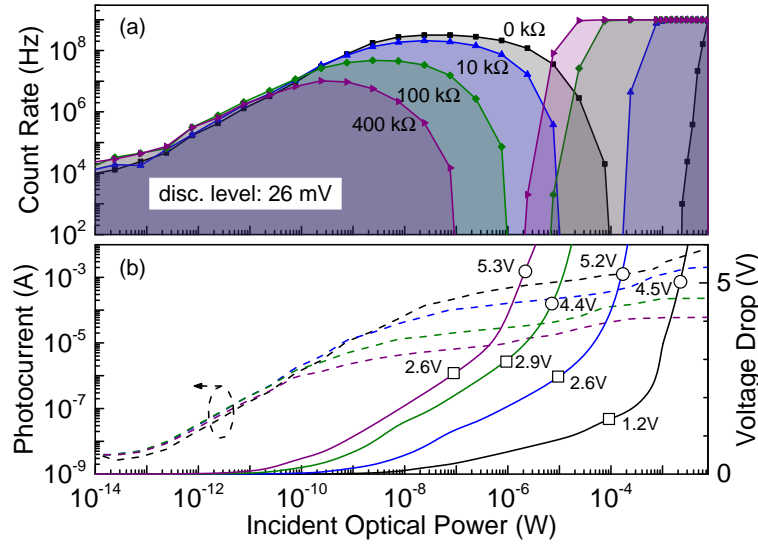 (a)
0 kΩ
10 kΩ
100 kΩ
400 kΩ
disc. level: 26 mV
Count Rate (Hz)
10^8
10^6
10^4
10^2
(b)
5.3V
4.4V
5.2V
4.5V
2.6V
2.9V
2.6V
1.2V
Photocurrent (A)
10^-3
10^-5
10^-7
10^-9
Voltage Drop (V)
5
0
10^-14
10^-12
10^-10
10^-8
10^-6
10^-4
Incident Optical Power (W)